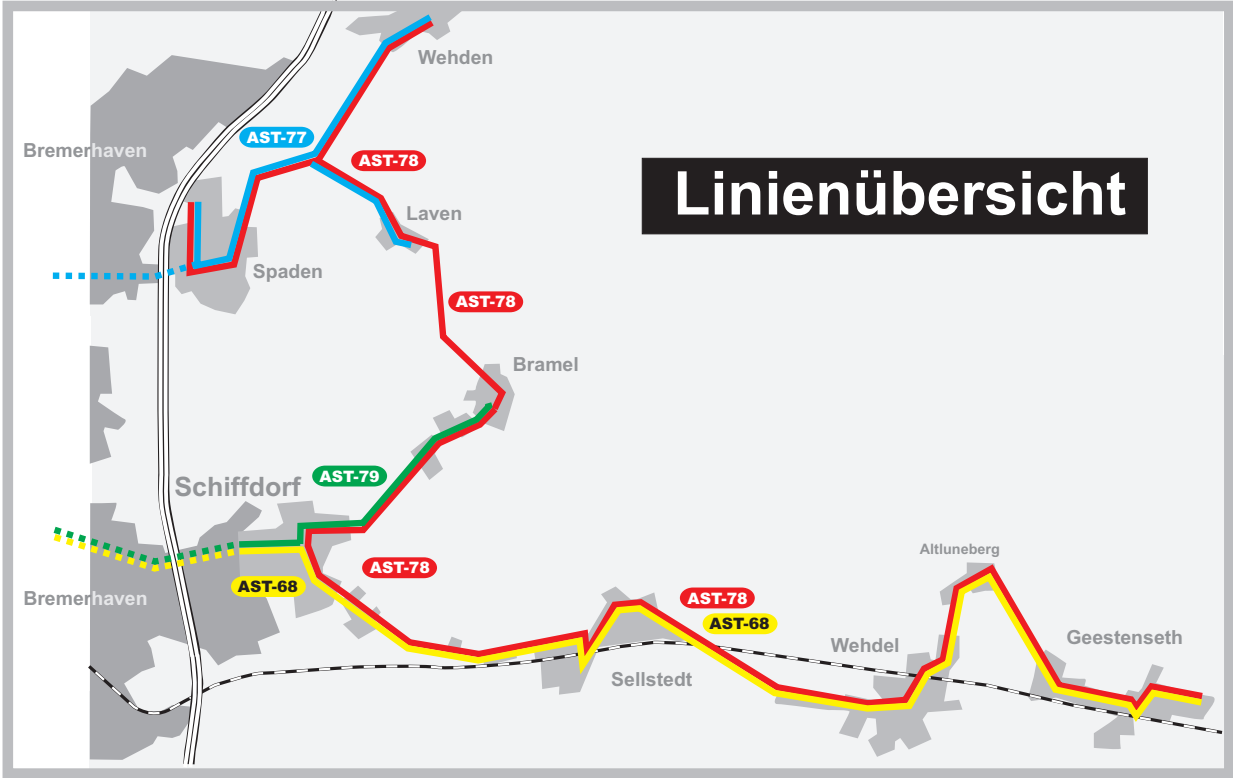 Wehden
AST-77
Bremerhaven
AST-78
Linienübersicht
Laven
Spaden
AST-78
Bramel
AST-79
Schiffdorf
Altluneberg
AST-78
AST-68
Bremerhaven
AST-78
AST-68
Wehdel
Geestenseth
Sellstedt